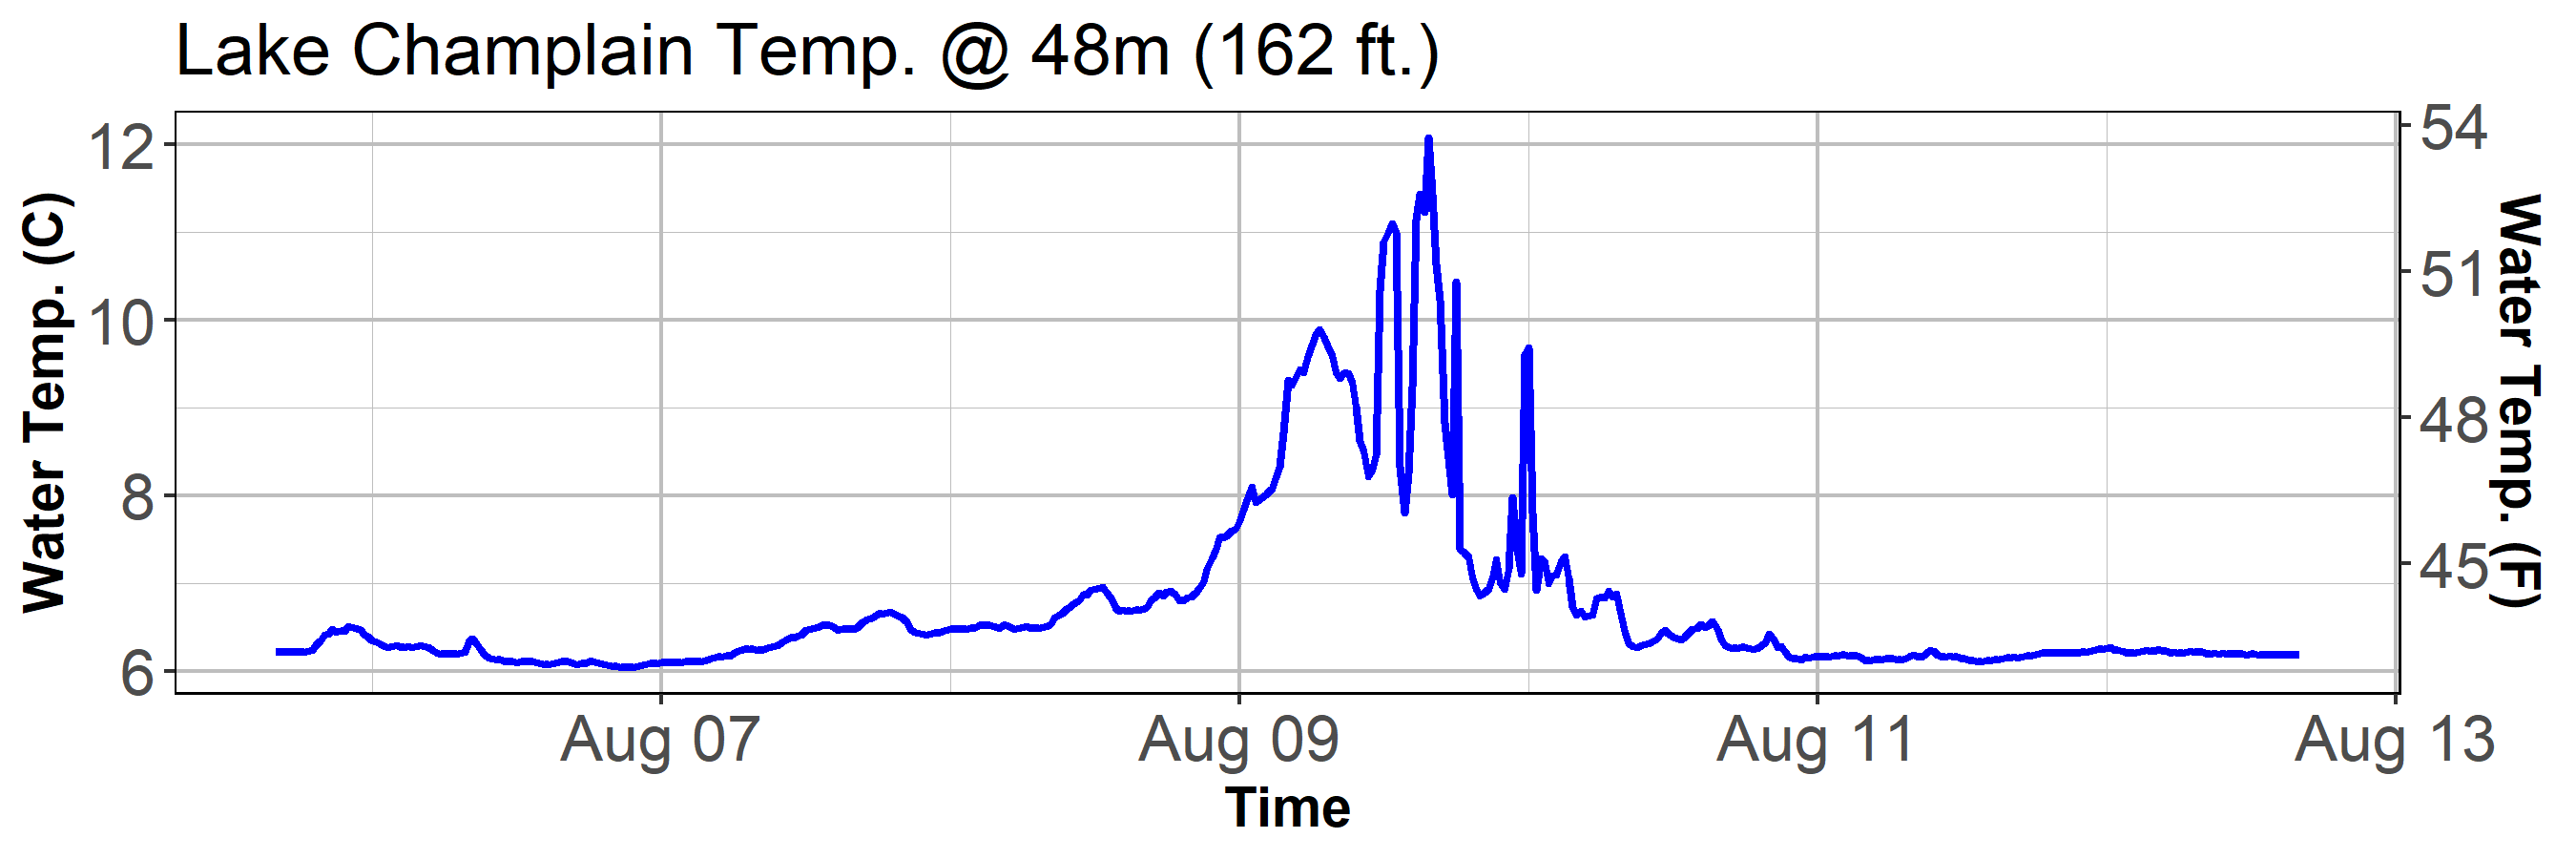 Lake Champlain Temp. @ 48m (162 ft.)
Water Temp. (C)
12
10
8
6
54
51
48
45
Water Temp. (F)
Aug 07
Aug 09
Aug 11
Aug 13
Time